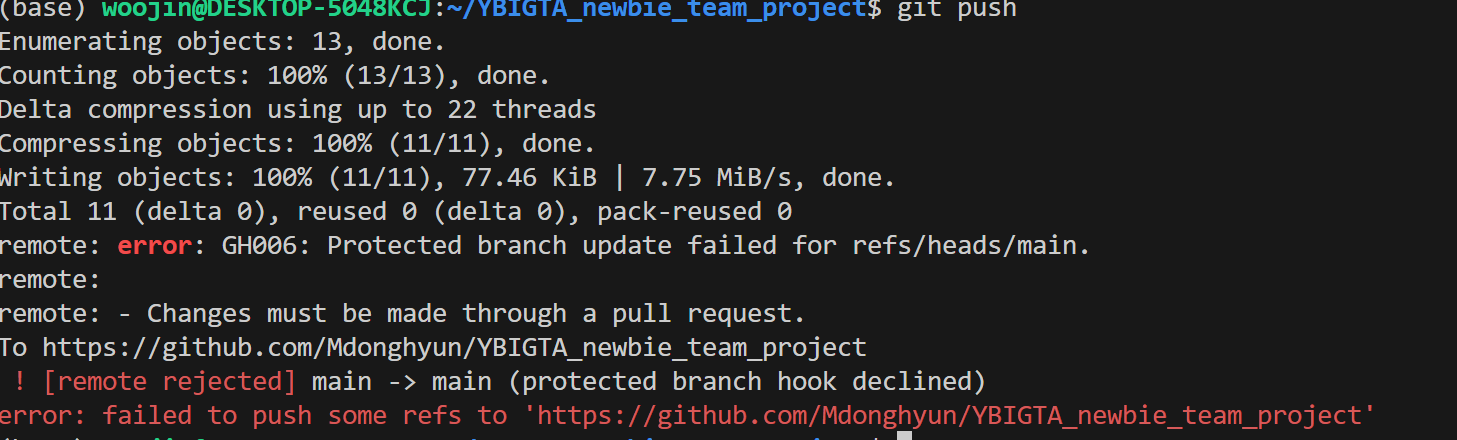 (base) woojin@DESKTOP-5048KCJ:~/YBIGTA_newbie_team_project$ git push
Enumerating objects: 13, done.
Counting objects: 100% (13/13), done.
Delta compression using up to 22 threads
Compressing objects: 100% (11/11), done.
Writing objects: 100% (11/11), 77.46 KiB | 7.75 MiB/s, done.
Total 11 (delta 0), reused 0 (delta 0), pack-reused 0
remote: error: GH006: Protected branch update failed for refs/heads/main.
remote:
remote: - Changes must be made through a pull request.
To https://github.com/Mdonghyun/YBIGTA_newbie_team_project
 ! [remote rejected] main -> main (protected branch hook declined)
error: failed to push some refs to 'https://github.com/Mdonghyun/YBIGTA_newbie_team_project'